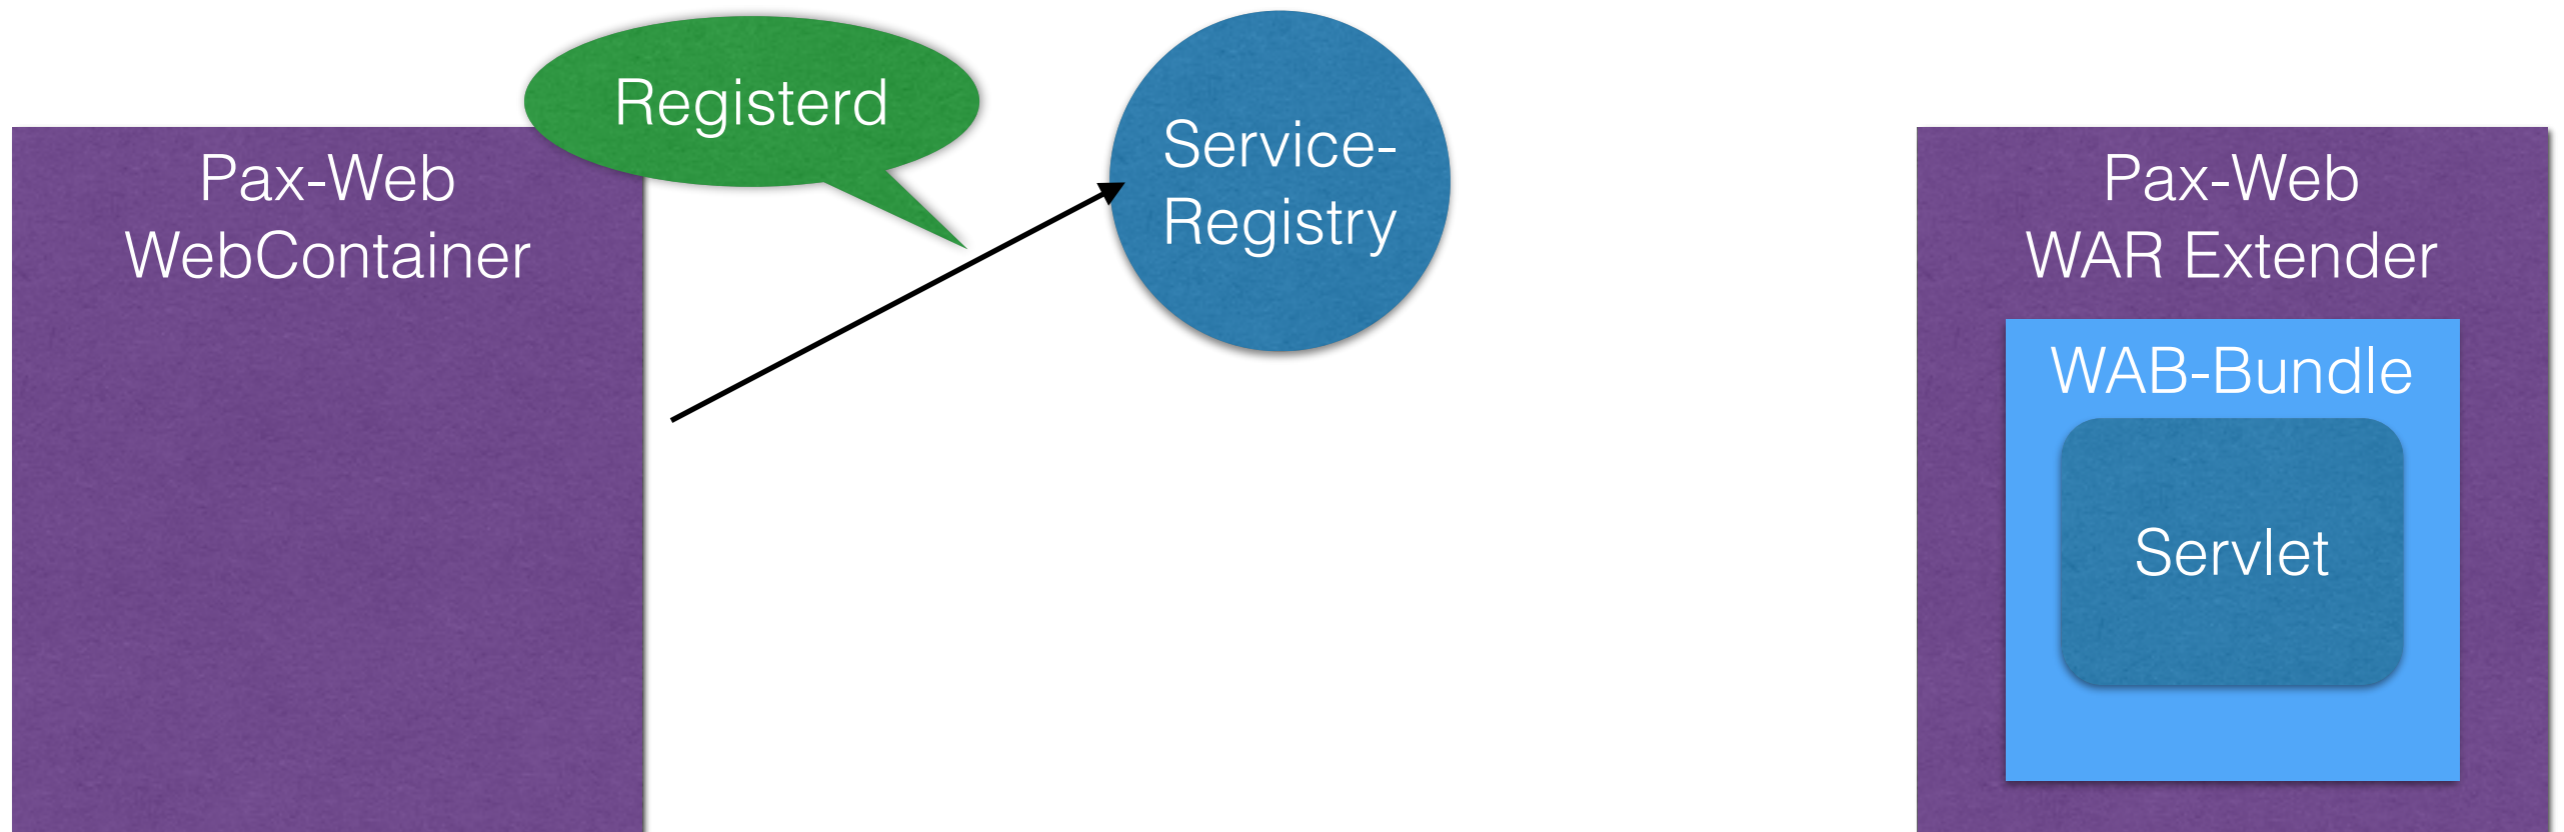 Registerd
Pax-Web
WebContainer
Service-
Registry
Pax-Web
WAR Extender
WAB-Bundle
Servlet